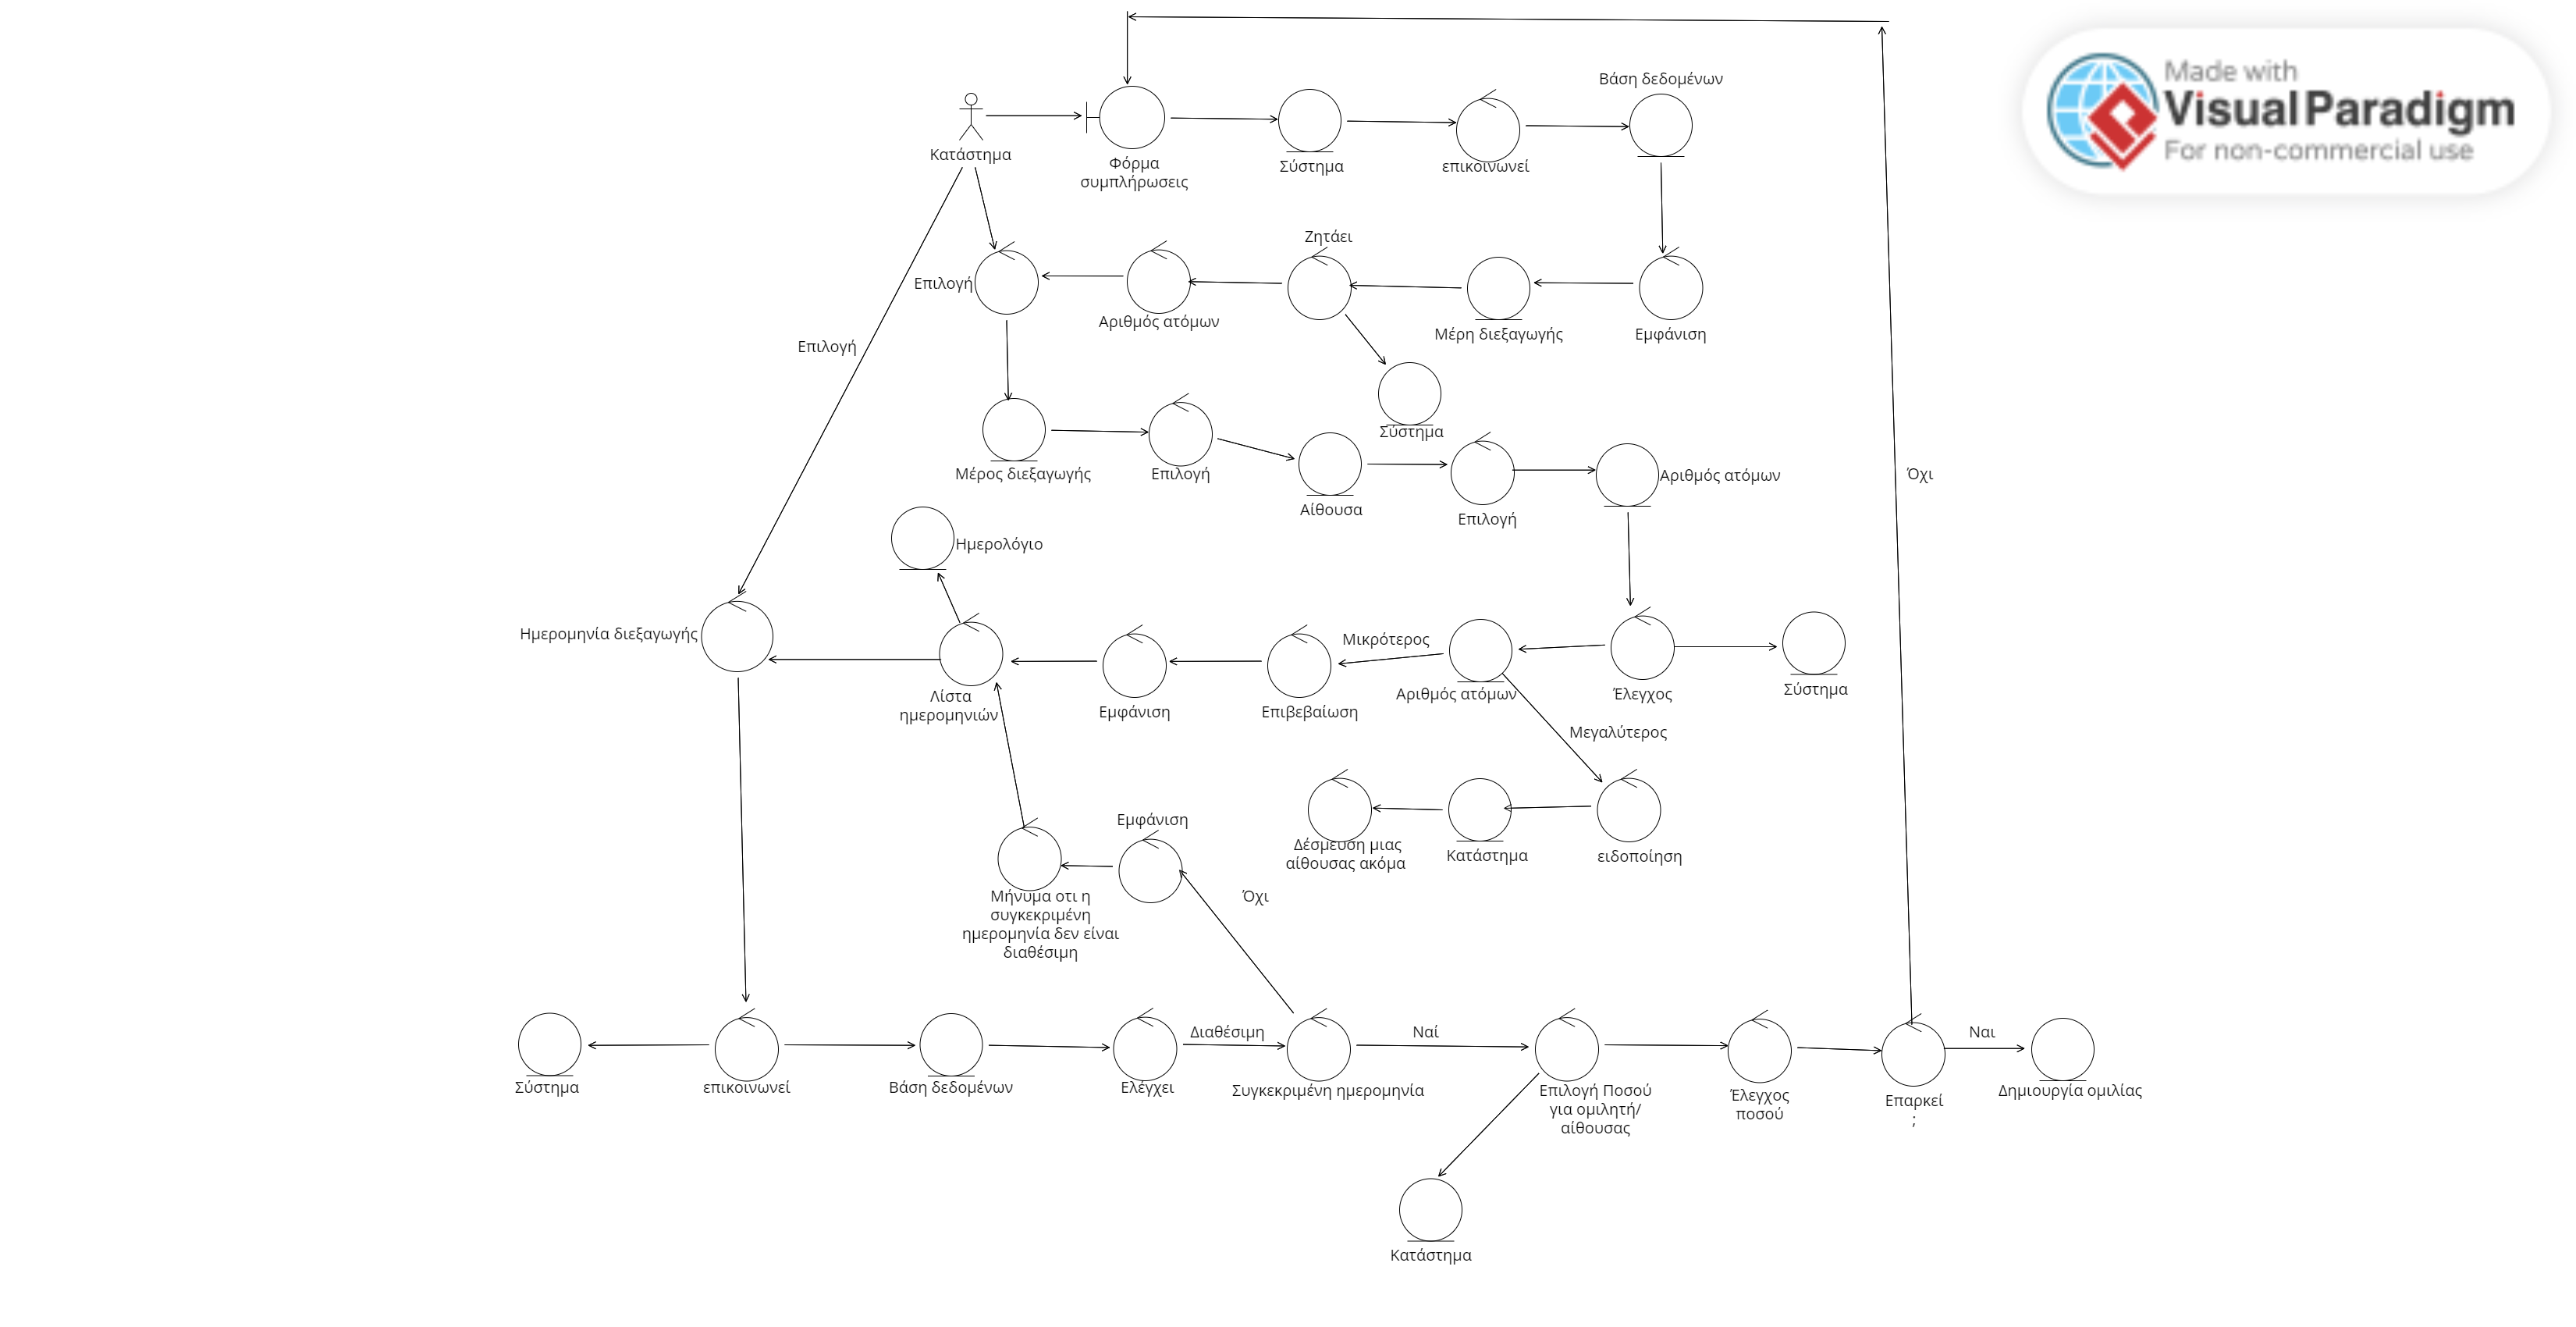 Made with
Visual Paradigm
For non-commercial use
Βάση δεδομένων
Κατάστημα
Φόρμα
συμπλήρωσεις
Σύστημα
επικοινωνεί
Ζητάει
Επιλογή
Αριθμός ατόμων
Μέρη διεξαγωγής
Εμφάνιση
Επιλογή
Σύστημα
Μέρος διεξαγωγής
Επιλογή
Αίθουσα
Επιλογή
Αριθμός ατόμων
Όχι
Ημερολόγιο
Ημερομηνία διεξαγωγής
Λίστα
ημερομηνιών
Εμφάνιση
Επιβεβαίωση
Μικρότερος
Αριθμός ατόμων
Έλεγχος
Σύστημα
Μεγαλύτερος
Δέσμευση μιας
αίθουσας ακόμα
Κατάστημα
ειδοποίηση
Εμφάνιση
Μήνυμα οτι η
συγκεκριμένη
ημερομηνία δεν είναι
διαθέσιμη
Όχι
Σύστημα
επικοινωνεί
Βάση δεδομένων
Ελέγχει
Διαθέσιμη
Συγκεκριμένη ημερομηνία
Ναί
Επιλογή Ποσού
για ομιλητή/
αίθουσας
Έλεγχος
ποσού
Επαρκεί
;
Ναι
Δημιουργία ομιλίας
Κατάστημα